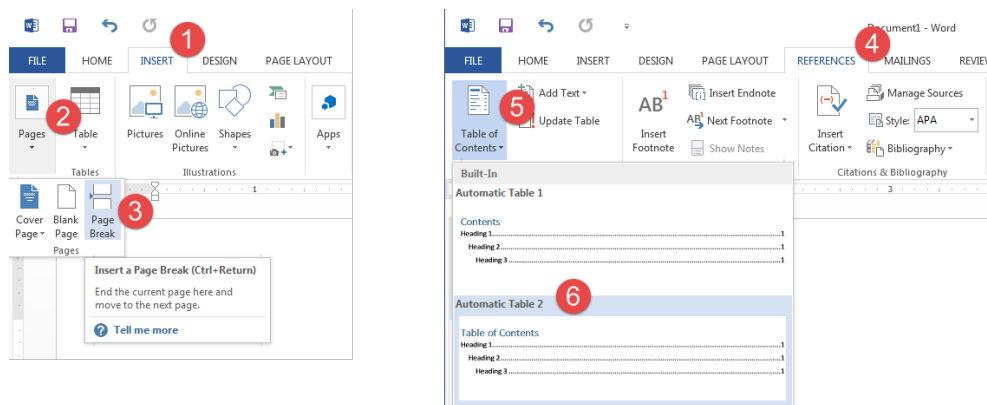 1
FILE HOME INSERT DESIGN PAGE LAYOUT
2
Pages Table Pictures Online Pictures Shapes Apps
Tables Illustrations
1
3
Cover Page Blank Page Page Break
Pages
Insert a Page Break (Ctrl+Return)
End the current page here and
move to the next page.
? Tell me more
Document1 - Word
4
FILE HOME INSERT DESIGN PAGE LAYOUT REFERENCES MAILINGS REVIEW
5
Table of
Contents
Add Text
Update Table
AB1
Insert
Footnote
[i] Insert Endnote
AB1 Next Footnote
Show Notes
Insert
Citation
Manage Sources
Style: APA
Bibliography
Citations & Bibliography
3
Built-In
Automatic Table 1
Contents
Heading 1...1
Heading 2...1
Heading 3...1
6
Automatic Table 2
Table of Contents
Heading 1...1
Heading 2...1
Heading 3...1